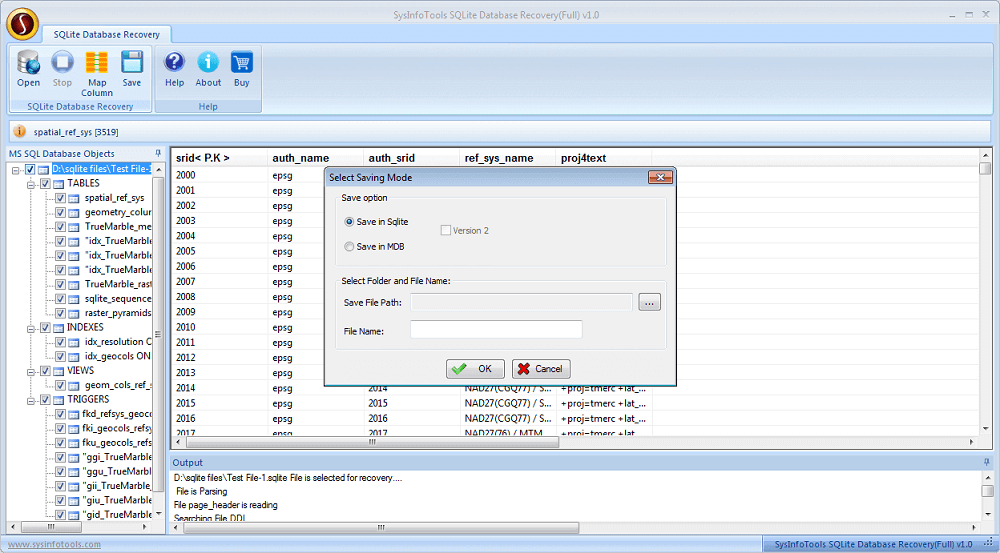 SysInfoTools SQLite Database Recovery(Full) v1.0
SQLite Database Recovery
Open Stop Map Column Save Help About Buy
SQLite Database Recovery Help
spatial_ref_sys [3519]
MS SQL Database Objects
D:\sqlite files\Test File-1
TABLES
spatial_ref_sys
geometry_colum
TrueMarble_me
"idx_TrueMarble
"idx_TrueMarble
"idx_TrueMarble
TrueMarble_rast
sqlite_sequence
raster_pyramids
INDEXES
idx_resolution O
idx_geocols ON
VIEWS
geom_cols_ref_s
TRIGGERS
fkd_refsys_geoco
fki_geocols_refsy
fku_geocols_refs
"ggi_TrueMarbl
"ggu_TrueMarbl
"gii_TrueMarble_
"giu_TrueMarble
"gid_TrueMarble
srid< P.K > auth_name auth_srid ref_sys_name proj4text
2000 epsg
2001 epsg
2002 epsg
2003 epsg
2004 epsg
2005 epsg
2006 epsg
2007 epsg
2008 epsg
2009 epsg
2010 epsg
2011 epsg
2012 epsg
2013 epsg
2014 epsg 2014 NAD27(CGQ77) / S... +proj=tmerc +lat_...
2015 epsg 2015 NAD27(CGQ77) / S... +proj=tmerc +lat_...
2016 epsg 2016 NAD27(CGQ77) / S... +proj=tmerc +lat_...
2017 epsg 2017 NAD27(76) / MTM +proj=tmerc +lat
Select Saving Mode
Save option
Save in Sqlite
Version 2
Save in MDB
Select Folder and File Name:
Save File Path: ...
File Name:
OK Cancel
Output
D:\sqlite files\Test File-1.sqlite File is selected for recovery....
File is Parsing
File page_header is reading
Searching File DDL
www.sysinfotools.com SysInfoTools SQLite Database Recovery(Full) v1.0